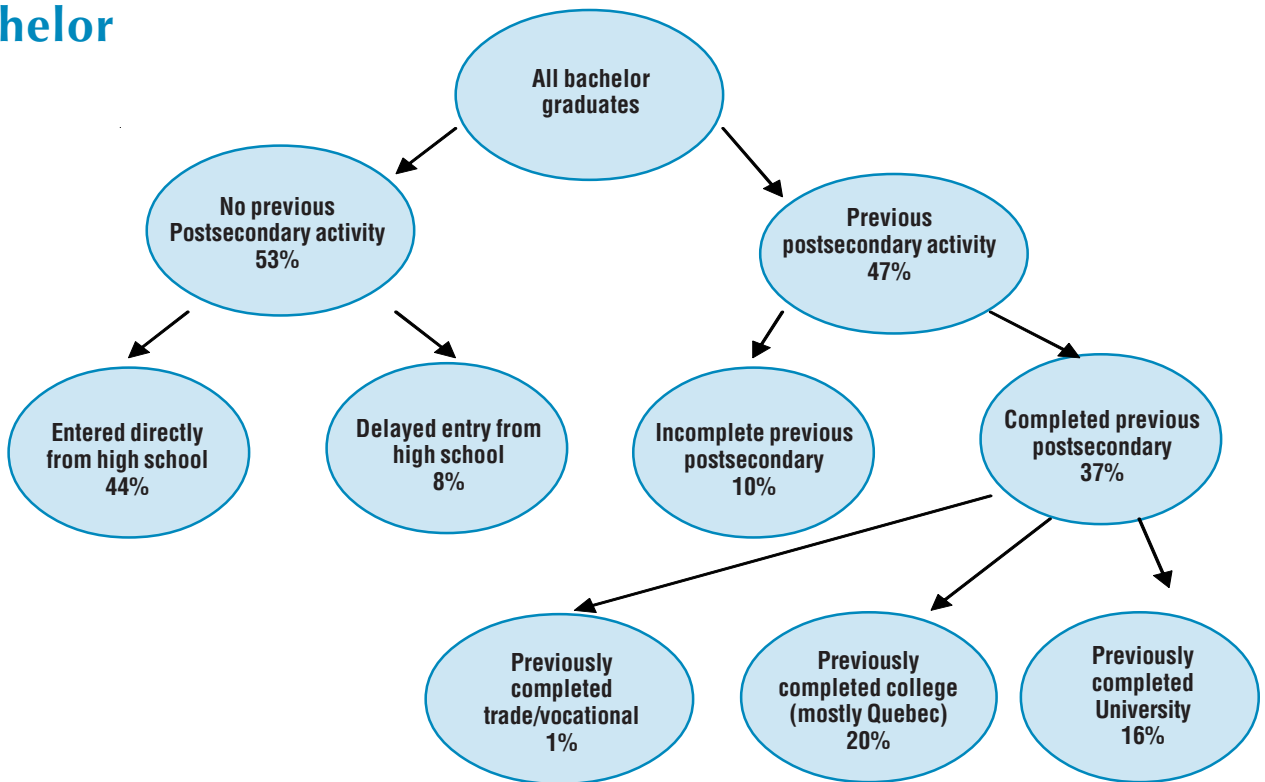 helor
All bachelor
graduates
No previous
Postsecondary activity
53%
Previous
postsecondary activity
47%
Entered directly
from high school
44%
Delayed entry from
high school
8%
Incomplete previous
postsecondary
10%
Completed previous
postsecondary
37%
Previously
completed
trade/vocational
1%
Previously
completed college
(mostly Quebec)
20%
Previously
completed
University
16%